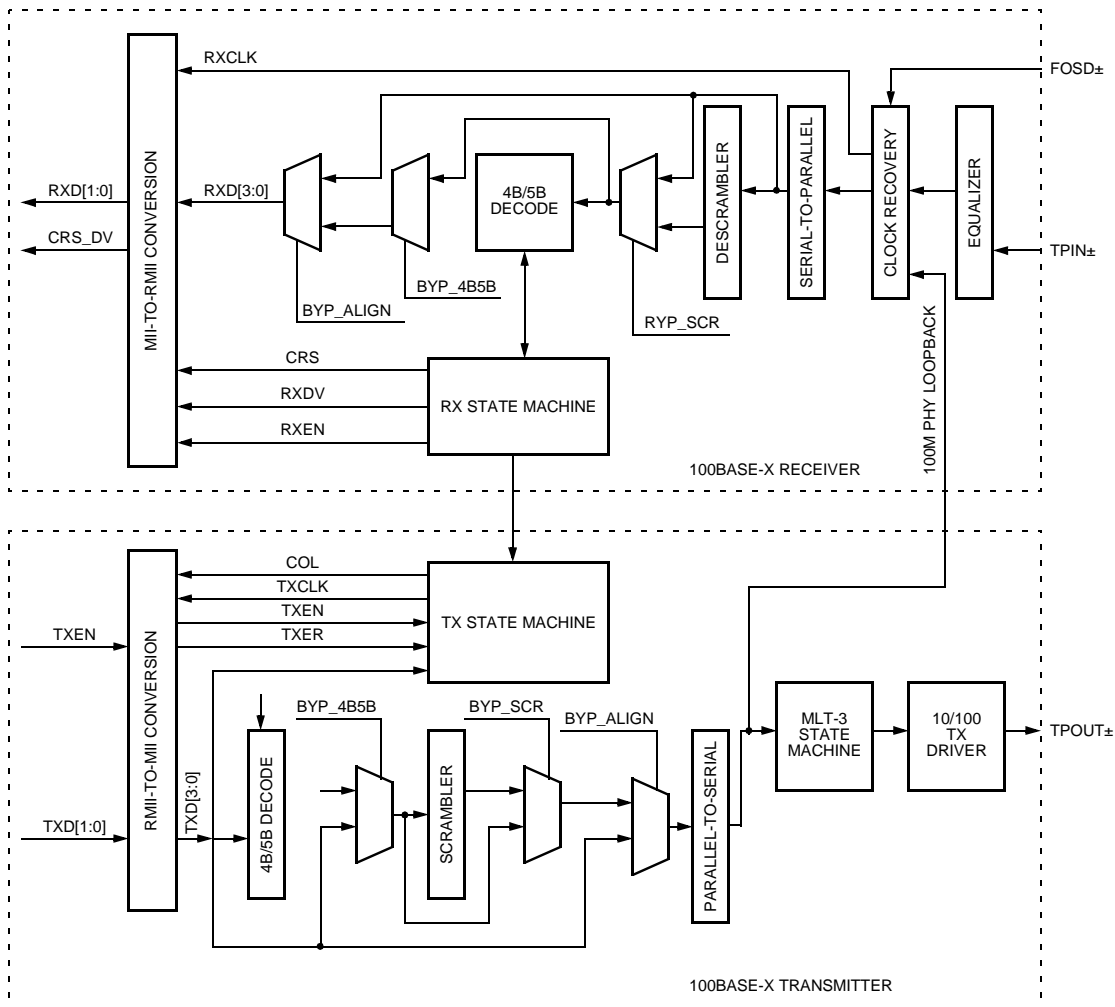 RXCLK
FOSD±
MII-TO-RMII CONVERSION
RXD[1:0]
RXD[3:0]
CRS_DV
4B/5B
DECODE
DESCRAMBLER
SERIAL-TO-PARALLEL
CLOCK RECOVERY
EQUALIZER
TPIN±
BYP_ALIGN
BYP_4B5B
RYP_SCR
CRS
RXDV
RXEN
RX STATE MACHINE
100M PHY LOOPBACK
100BASE-X RECEIVER
TXEN
RMII-TO-MII CONVERSION
COL
TXCLK
TXEN
TXER
TX STATE MACHINE
TXD[1:0]
TXD[3:0]
4B/5B DECODE
BYP_4B5B
SCRAMBLER
BYP_SCR
BYP_ALIGN
PARALLEL-TO-SERIAL
MLT-3
STATE
MACHINE
10/100
TX
DRIVER
TPOUT±
100BASE-X TRANSMITTER